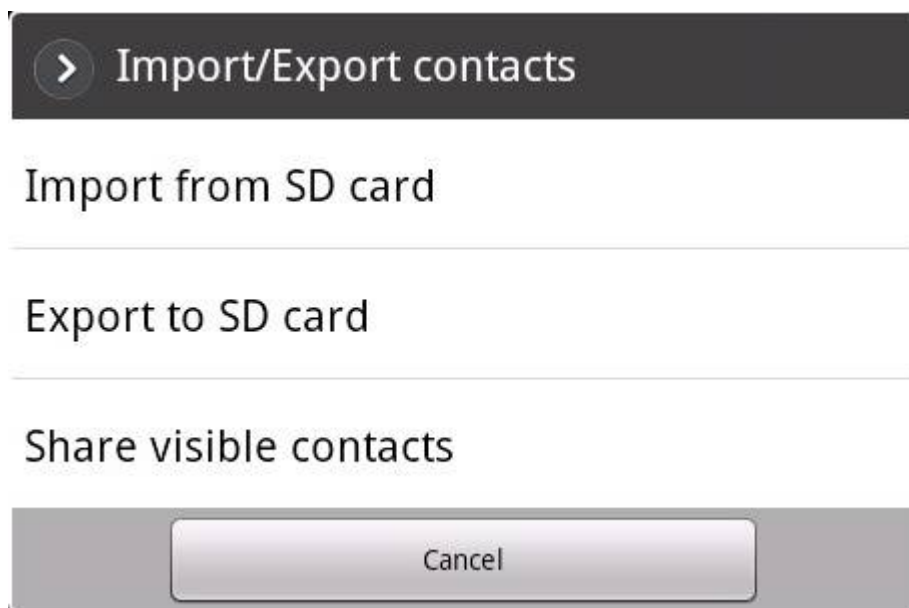 Import/Export contacts
Import from SD card
Export to SD card
Share visible contacts
Cancel